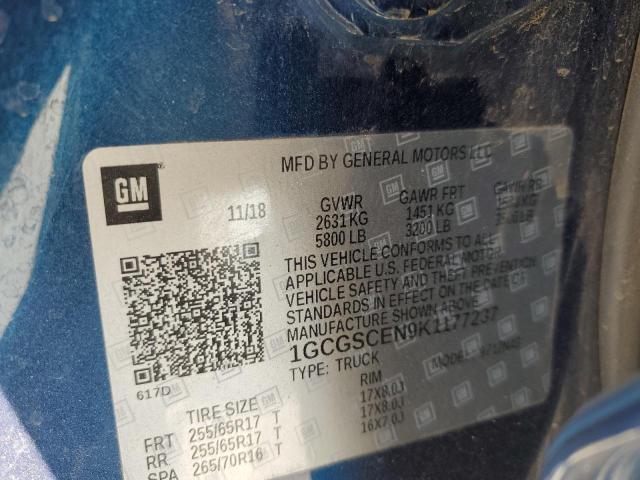 GM
MFD BY GENERAL MOTORS LLC
11/18
GVWR GAWR FRT GAWR RR
2631 KG 1451 KG
5800 LB 3200 LB
THIS VEHICLE CONFORMS TO ALL
APPLICABLE U.S. FEDERAL MOTOR
VEHICLE SAFETY AND THEFT PREVENTION
STANDARDS IN EFFECT ON THE DATE OF
MANUFACTURE SHOWN ABOVE.
1GCGSCEN9K1177237
TYPE: TRUCK MODEL:
617D
TIRE SIZE RIM
FRT 255/65R17 T 17X8.0J
RR 255/65R17 T 17X8.0J
SPA 265/70R16 T 16X7.0J